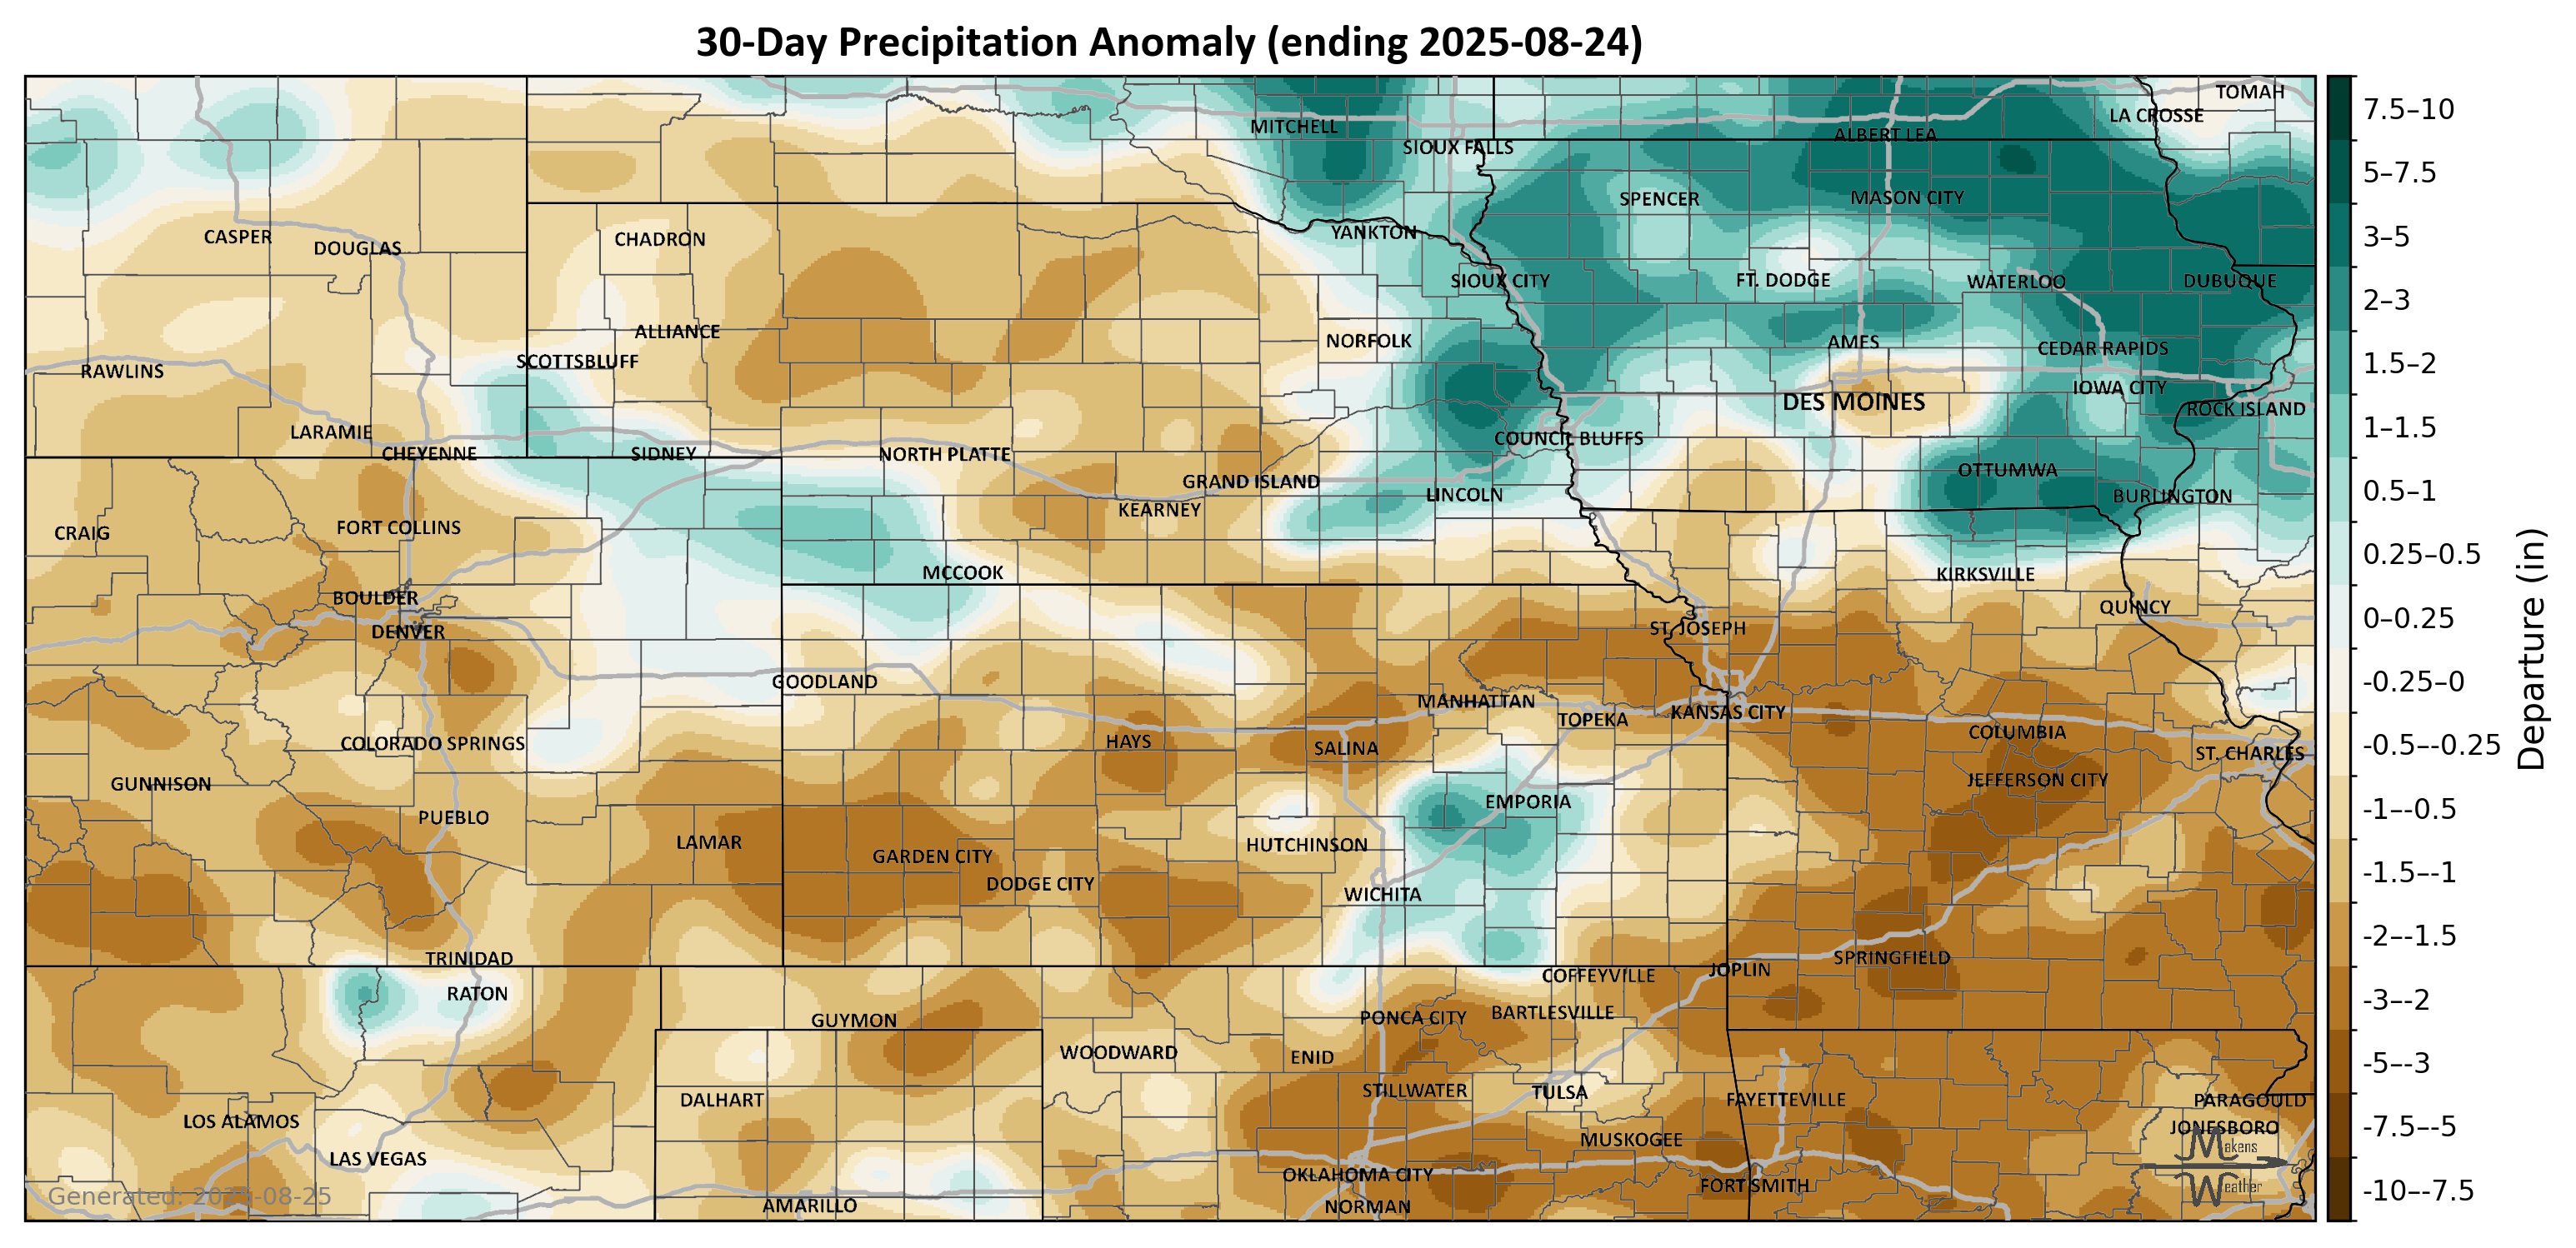 30-Day Precipitation Anomaly (ending 2025-08-24)
TOMAH
LA CROSSE
MITCHELL
ALBERT LEA
SIOUX FALLS
SPENCER
MASON CITY
CASPER
DOUGLAS
CHADRON
YANKTON
SIOUX CITY
FT. DODGE
WATERLOO
DUBUQUE
ALLIANCE
NORFOLK
AMES
CEDAR RAPIDS
SCOTTSBLUFF
RAWLINS
IOWA CITY
DES MOINES
ROCK ISLAND
LARAMIE
CHEYENNE
SIDNEY
NORTH PLATTE
COUNCIL BLUFFS
OTTUMWA
GRAND ISLAND
LINCOLN
BURLINGTON
KEARNEY
CRAIG
FORT COLLINS
MCCOOK
KIRKSVILLE
BOULDER
QUINCY
DENVER
ST. JOSEPH
GOODLAND
MANHATTAN
TOPEKA
KANSAS CITY
COLUMBIA
COLORADO SPRINGS
HAYS
SALINA
ST. CHARLES
GUNNISON
JEFFERSON CITY
PUEBLO
EMPORIA
LAMAR
GARDEN CITY
HUTCHINSON
DODGE CITY
WICHITA
TRINIDAD
SPRINGFIELD
COFFEYVILLE
JOPLIN
RATON
GUYMON
PONCA CITY
BARTLESVILLE
WOODWARD
ENID
STILLWATER
TULSA
DALHART
FAYETTEVILLE
PARAGOULD
LOS ALAMOS
JONESBORO
MUSKOGEE
LAS VEGAS
OKLAHOMA CITY
FORT SMITH
AMARILLO
NORMAN
Generated: 2025-08-25
Makens
Weather
7.5–10
5–7.5
3–5
2–3
1.5–2
1–1.5
0.5–1
0.25–0.5
0–0.25
-0.25–0
-0.5–-0.25
-1–-0.5
-1.5–-1
-2–-1.5
-3–-2
-5–-3
-7.5–-5
-10–-7.5
Departure (in)